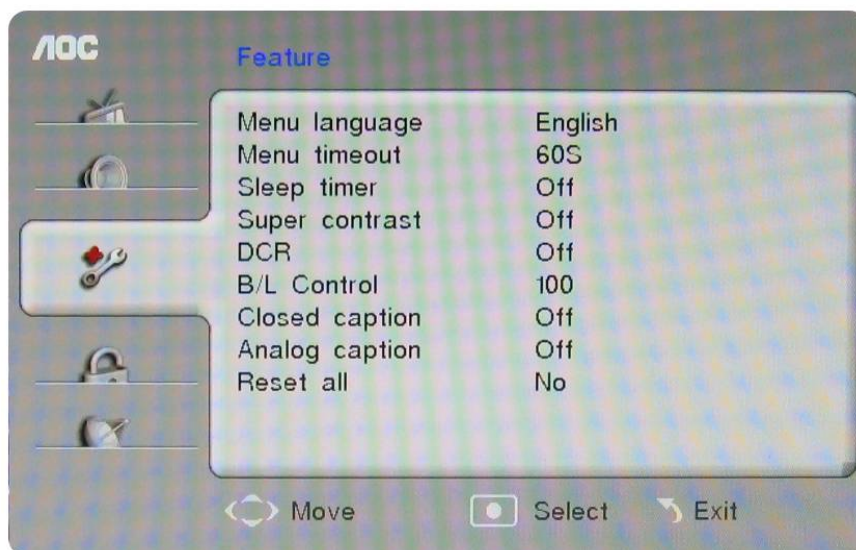 AOC
Feature
Menu language English
Menu timeout 60S
Sleep timer Off
Super contrast Off
DCR Off
B/L Control 100
Closed caption Off
Analog caption Off
Reset all No
Move Select Exit